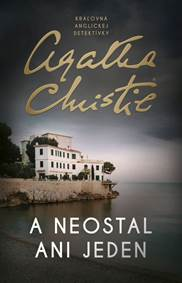 KRÁĽOVNÁ
ANGLICKEJ
DETEKTÍVKY
Agatha
Christie
A NEOSTAL
ANI JEDEN